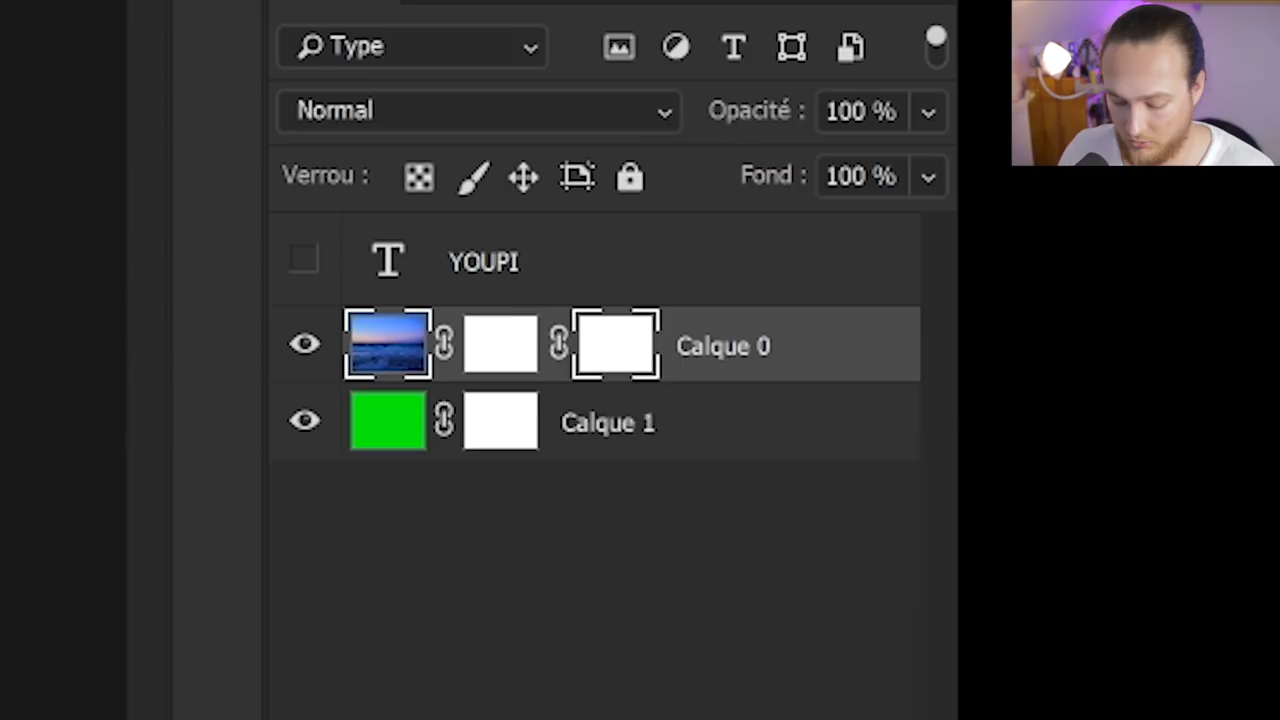 Type
Normal Opacité : 100 %
Verrou : Fond : 100 %
T YOUPI
Calque 0
Calque 1